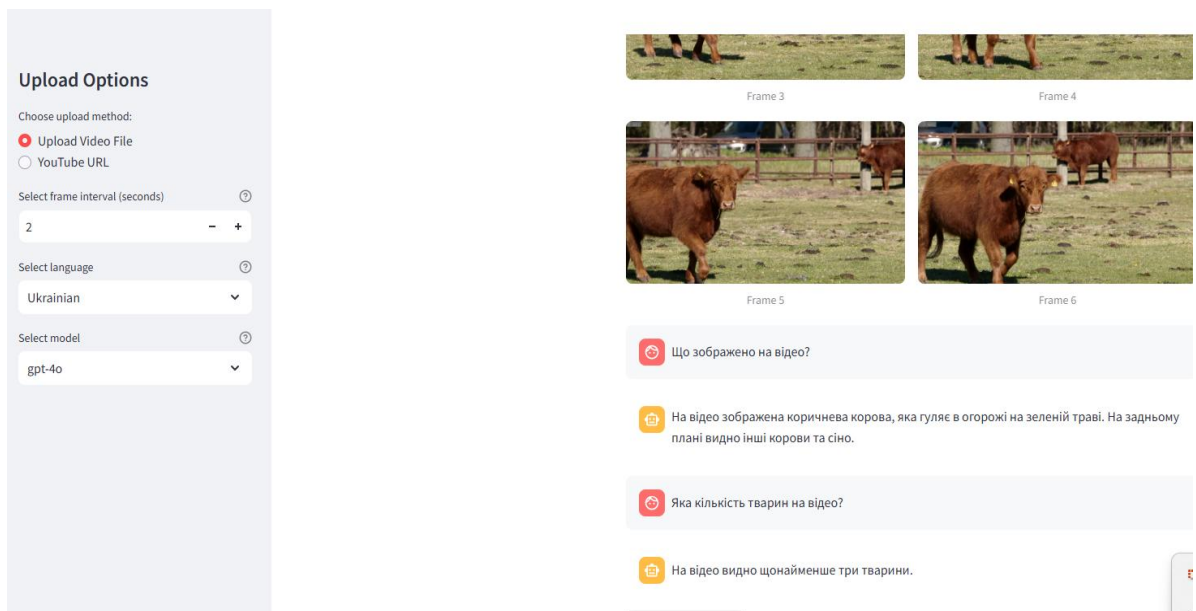 Upload Options
Choose upload method:
Upload Video File
YouTube URL
Select frame interval (seconds)
2
Select language
Ukrainian
Select model
gpt-4o
Frame 3
Frame 4
Frame 5
Frame 6
Що зображено на відео?
На відео зображена коричнева корова, яка гуляє в огорожі на зеленій траві. На задньому
плані видно інші корови та сіно.
Яка кількість тварин на відео?
На відео видно щонайменше три тварини.